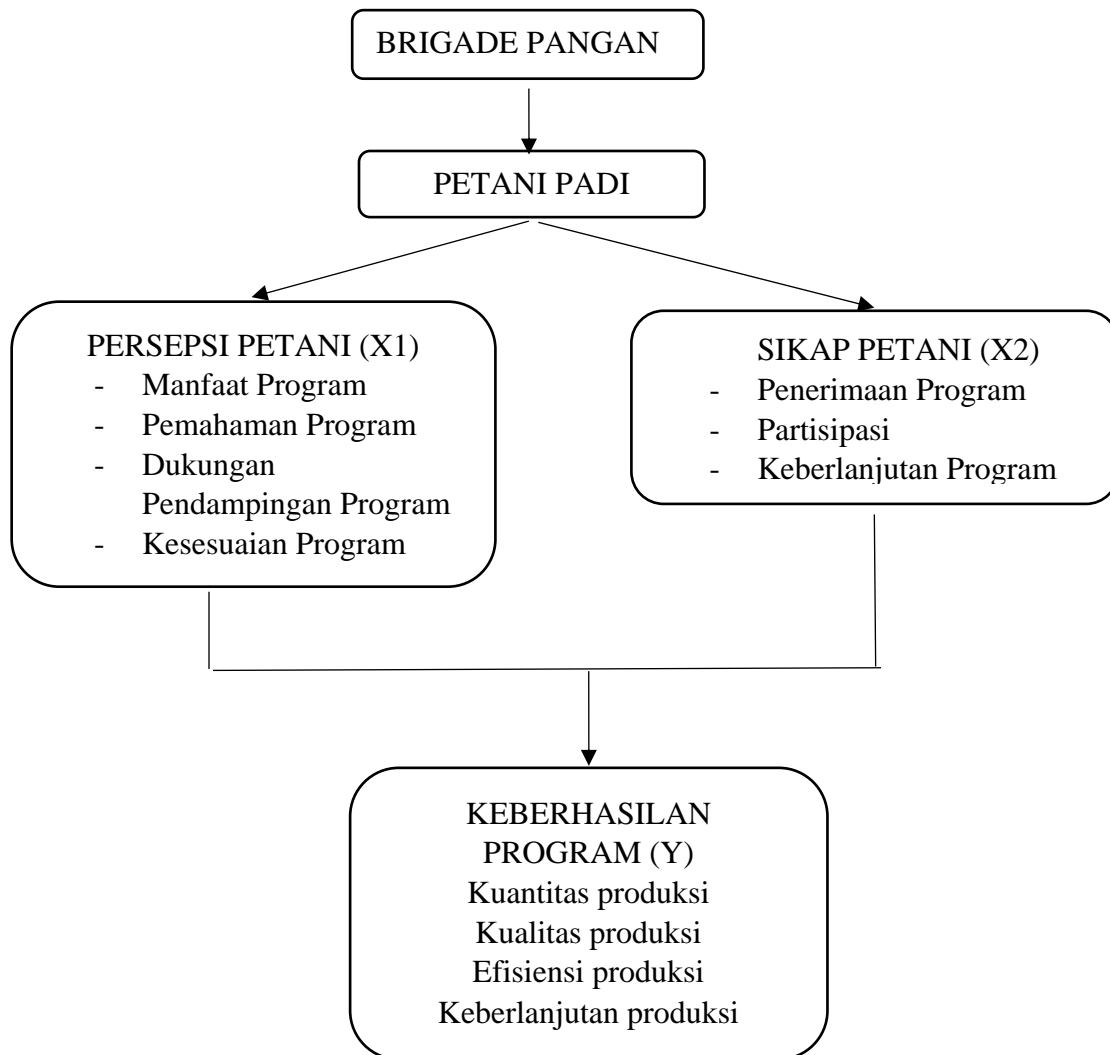 BRIGADE PANGAN
PETANI PADI
PERSEPSI PETANI (X1)
- Manfaat Program
- Pemahaman Program
- Dukungan
Pendampingan Program
- Kesesuaian Program
SIKAP PETANI (X2)
- Penerimaan Program
- Partisipasi
- Keberlanjutan Program
KEBERHASILAN
PROGRAM (Y)
Kuantitas produksi
Kualitas produksi
Efisiensi produksi
Keberlanjutan produksi